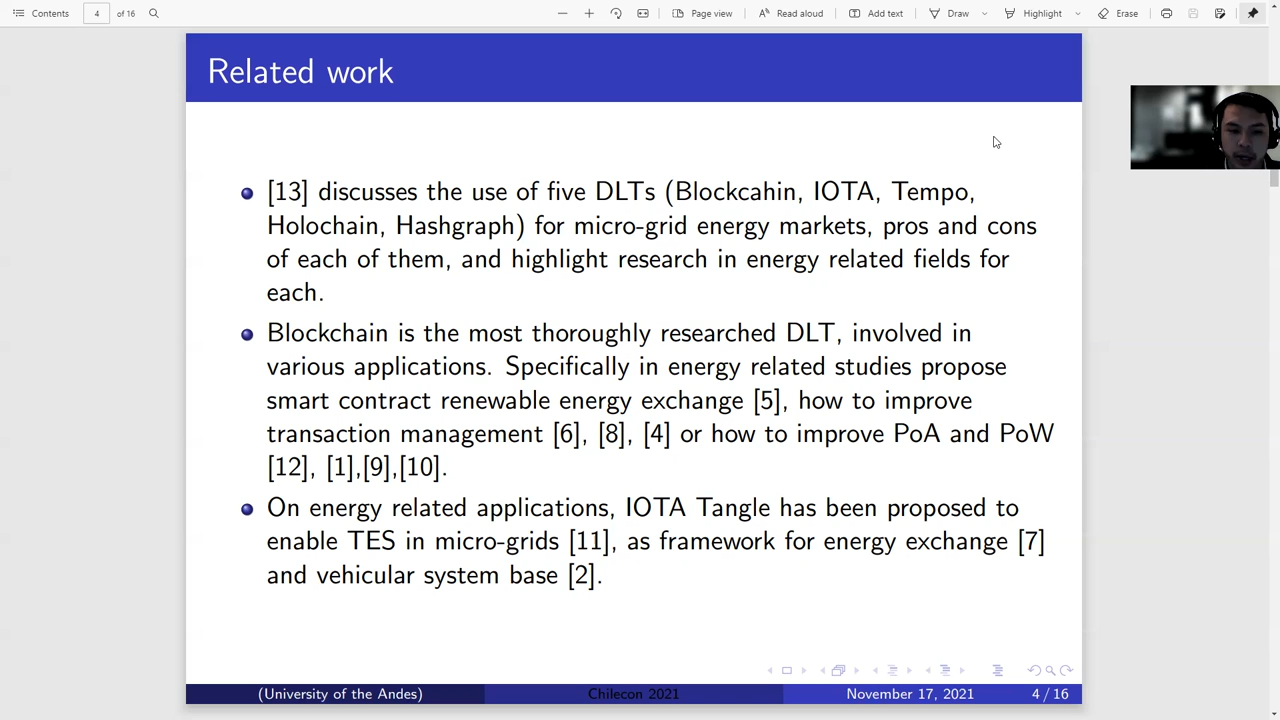 Contents
4
of 16
Page view
Read aloud
Add text
Draw
Highlight
Erase
Related work
[13] discusses the use of five DLTs (Blockcahin, IOTA, Tempo,
Holochain, Hashgraph) for micro-grid energy markets, pros and cons
of each of them, and highlight research in energy related fields for
each.
Blockchain is the most thoroughly researched DLT, involved in
various applications. Specifically in energy related studies propose
smart contract renewable energy exchange [5], how to improve
transaction management [6], [8], [4] or how to improve PoA and PoW
[12], [1],[9],[10].
On energy related applications, IOTA Tangle has been proposed to
enable TES in micro-grids [11], as framework for energy exchange [7]
and vehicular system base [2].
(University of the Andes)
Chilecon 2021
November 17, 2021
4 / 16